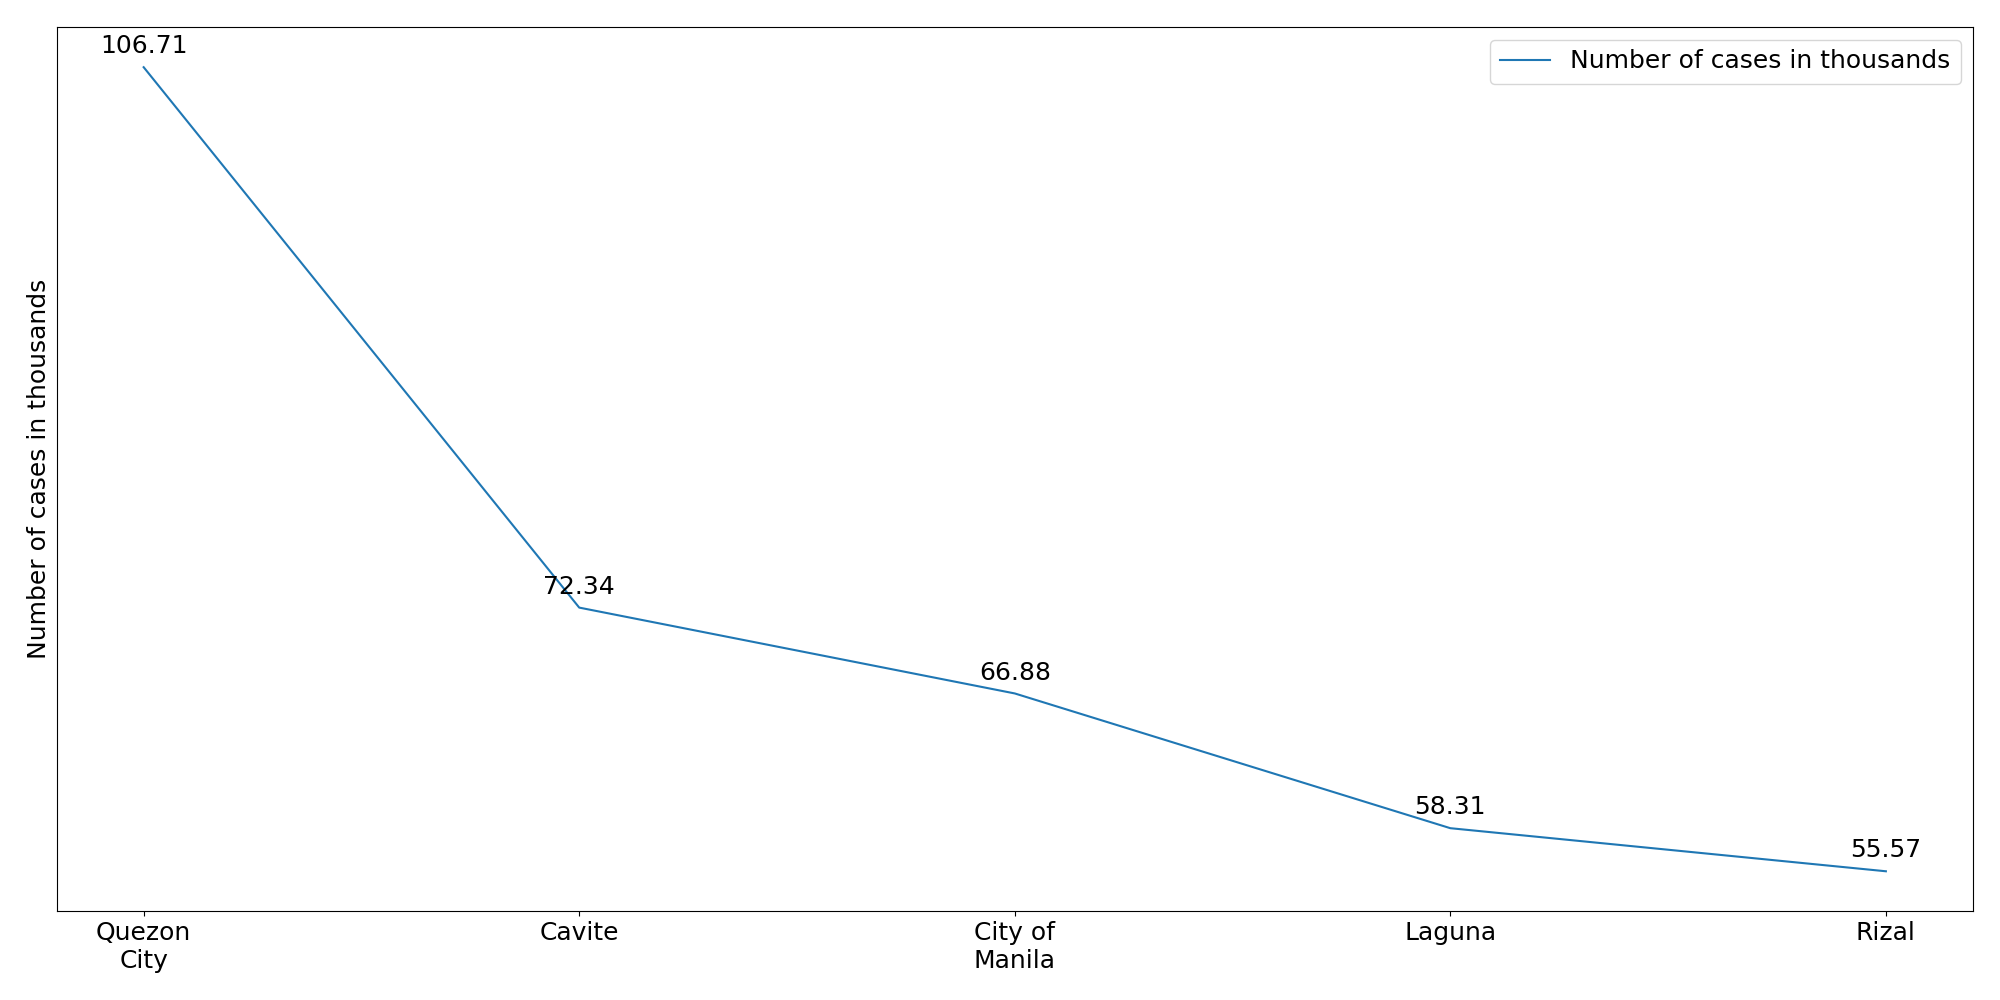 106.71
Number of cases in thousands
Number of cases in thousands
72.34
66.88
58.31
55.57
Quezon
City
Cavite
City of
Manila
Laguna
Rizal